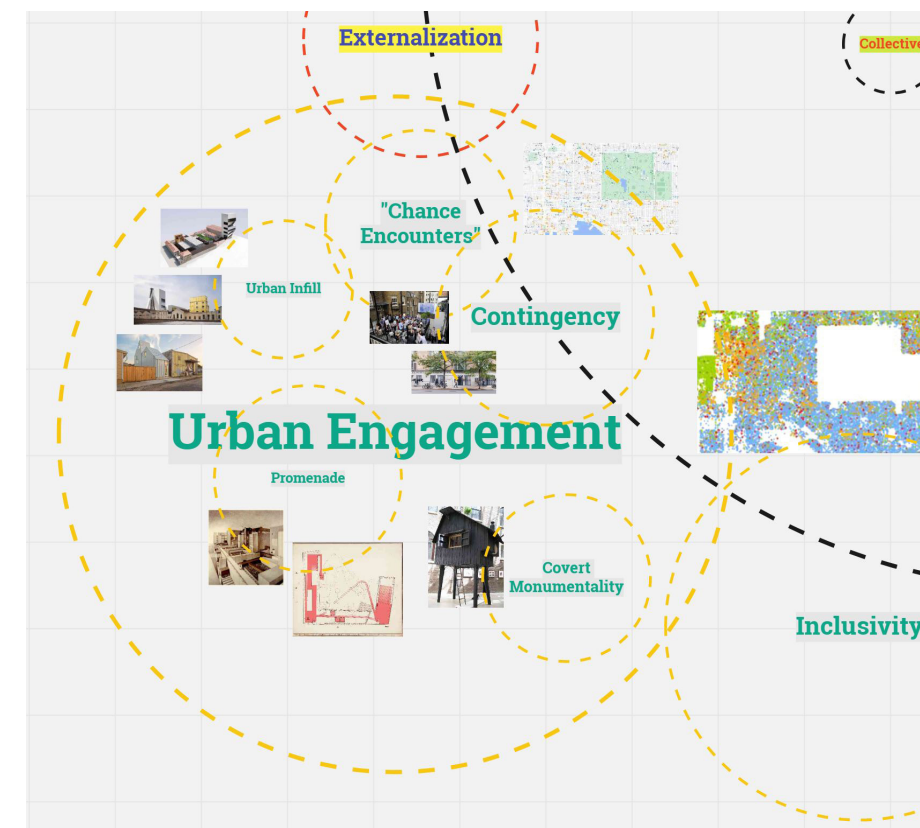 Externalization
Collective
"Chance
Encounters"
Urban Infill
Contingency
Urban Engagement
Promenade
Covert
Monumentality
Inclusivity